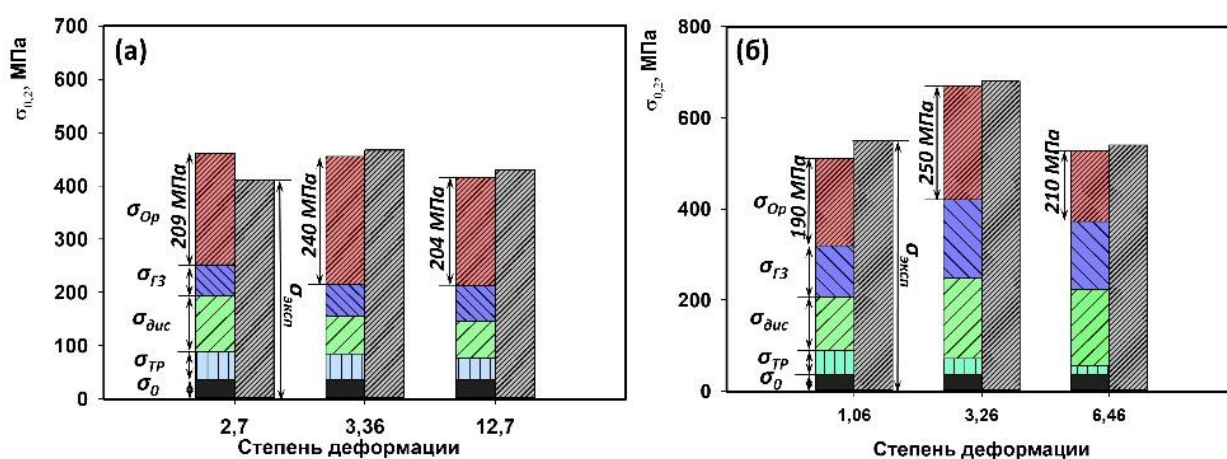 (а)
σ0,2, МПа
700
600
500
400
300
200
100
0
σОр
σГЗ
σдис
σТР
σ0
209 МПа
240 МПа
204 МПа
σэксп
2,7 3,36 12,7
Степень деформации
(б)
σ0,2, МПа
800
600
400
200
0
σОр
σГЗ
σдис
σТР
σ0
190 МПа
250 МПа
210 МПа
σэксп
1,06 3,26 6,46
Степень деформации